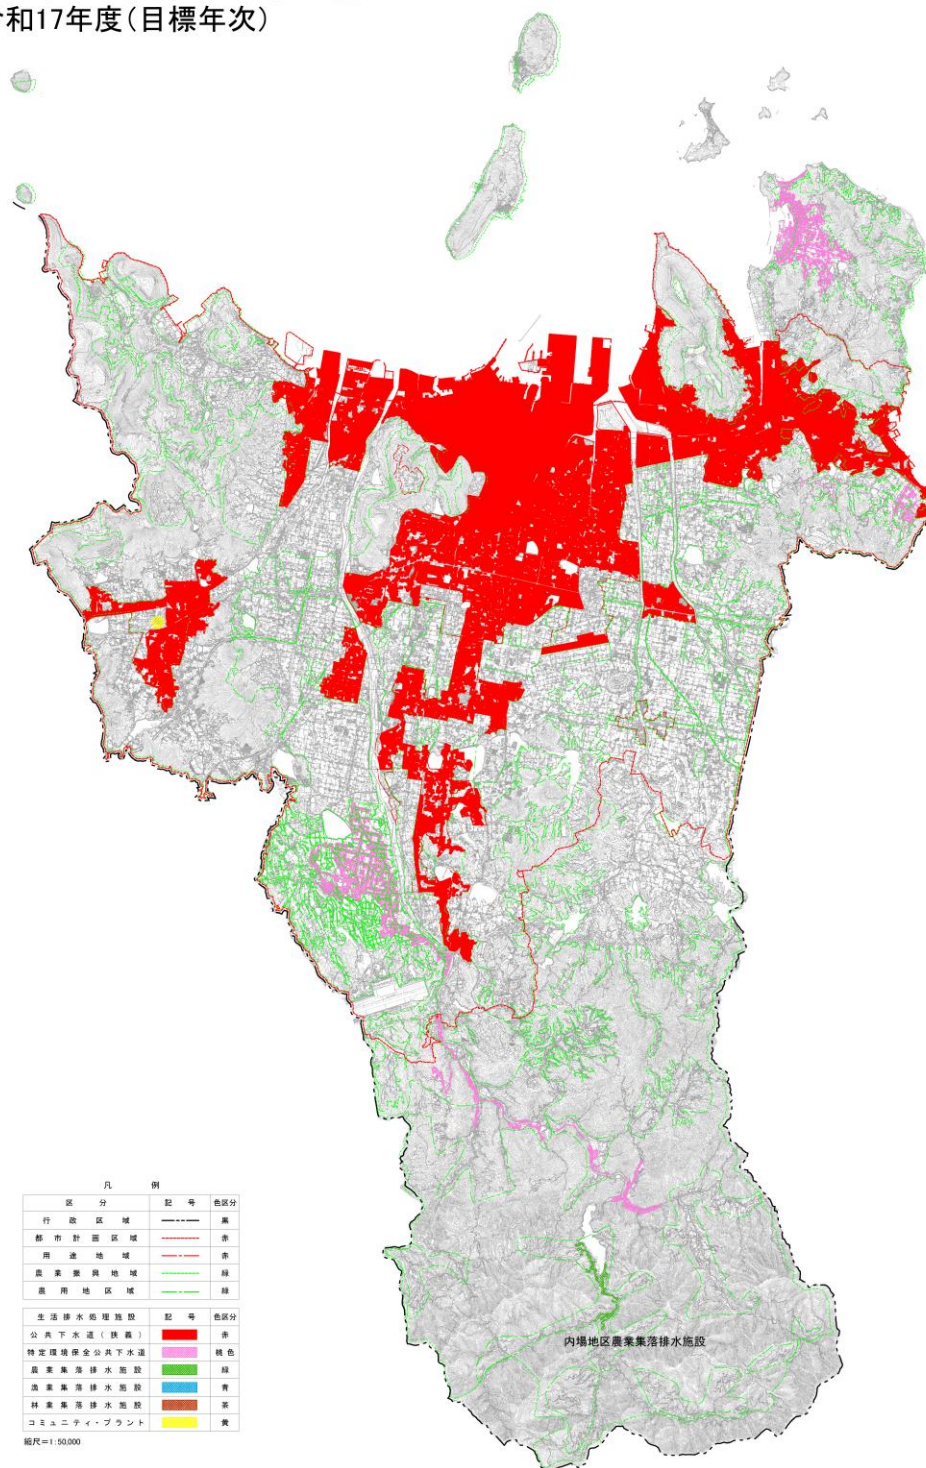 和17年度(目標年次)
内場地区農業集落排水施設
凡 例
区 分 記 号 色区分
行 政 区 域 黒
都 市 計 画 区 域 赤
用 途 地 域 赤
農 業 振 興 地 域 緑
農 用 地 区 域 緑
生 活 排 水 処 理 施 設 記 号 色区分
公 共 下 水 道 ( 狭 義 ) 赤
特定環境保全公共下水道 桃色
農 業 集 落 排 水 施 設 緑
漁 業 集 落 排 水 施 設 青
林 業 集 落 排 水 施 設 茶
コミュニティ・プラント 黄
縮尺=1:50,000